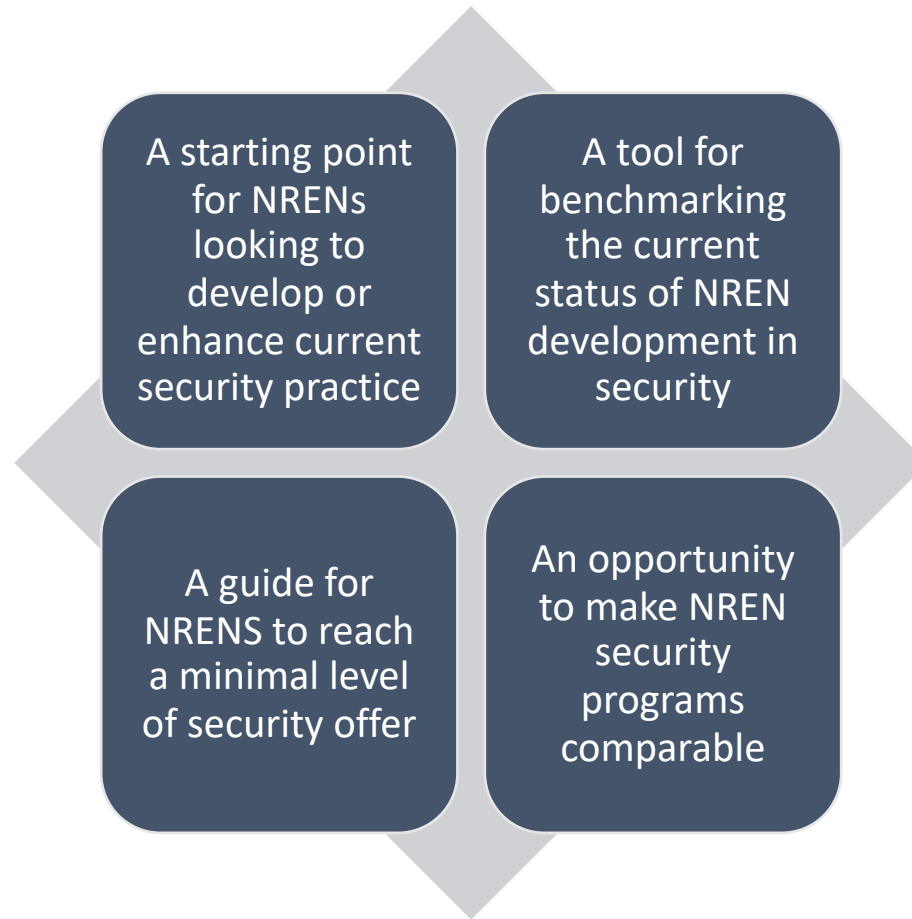 A starting point
for NRENs
looking to
develop or
enhance current
security practice
A tool for
benchmarking
the current
status of NREN
development in
security
A guide for
NRENS to reach
a minimal level
of security offer
An opportunity
to make NREN
security
programs
comparable